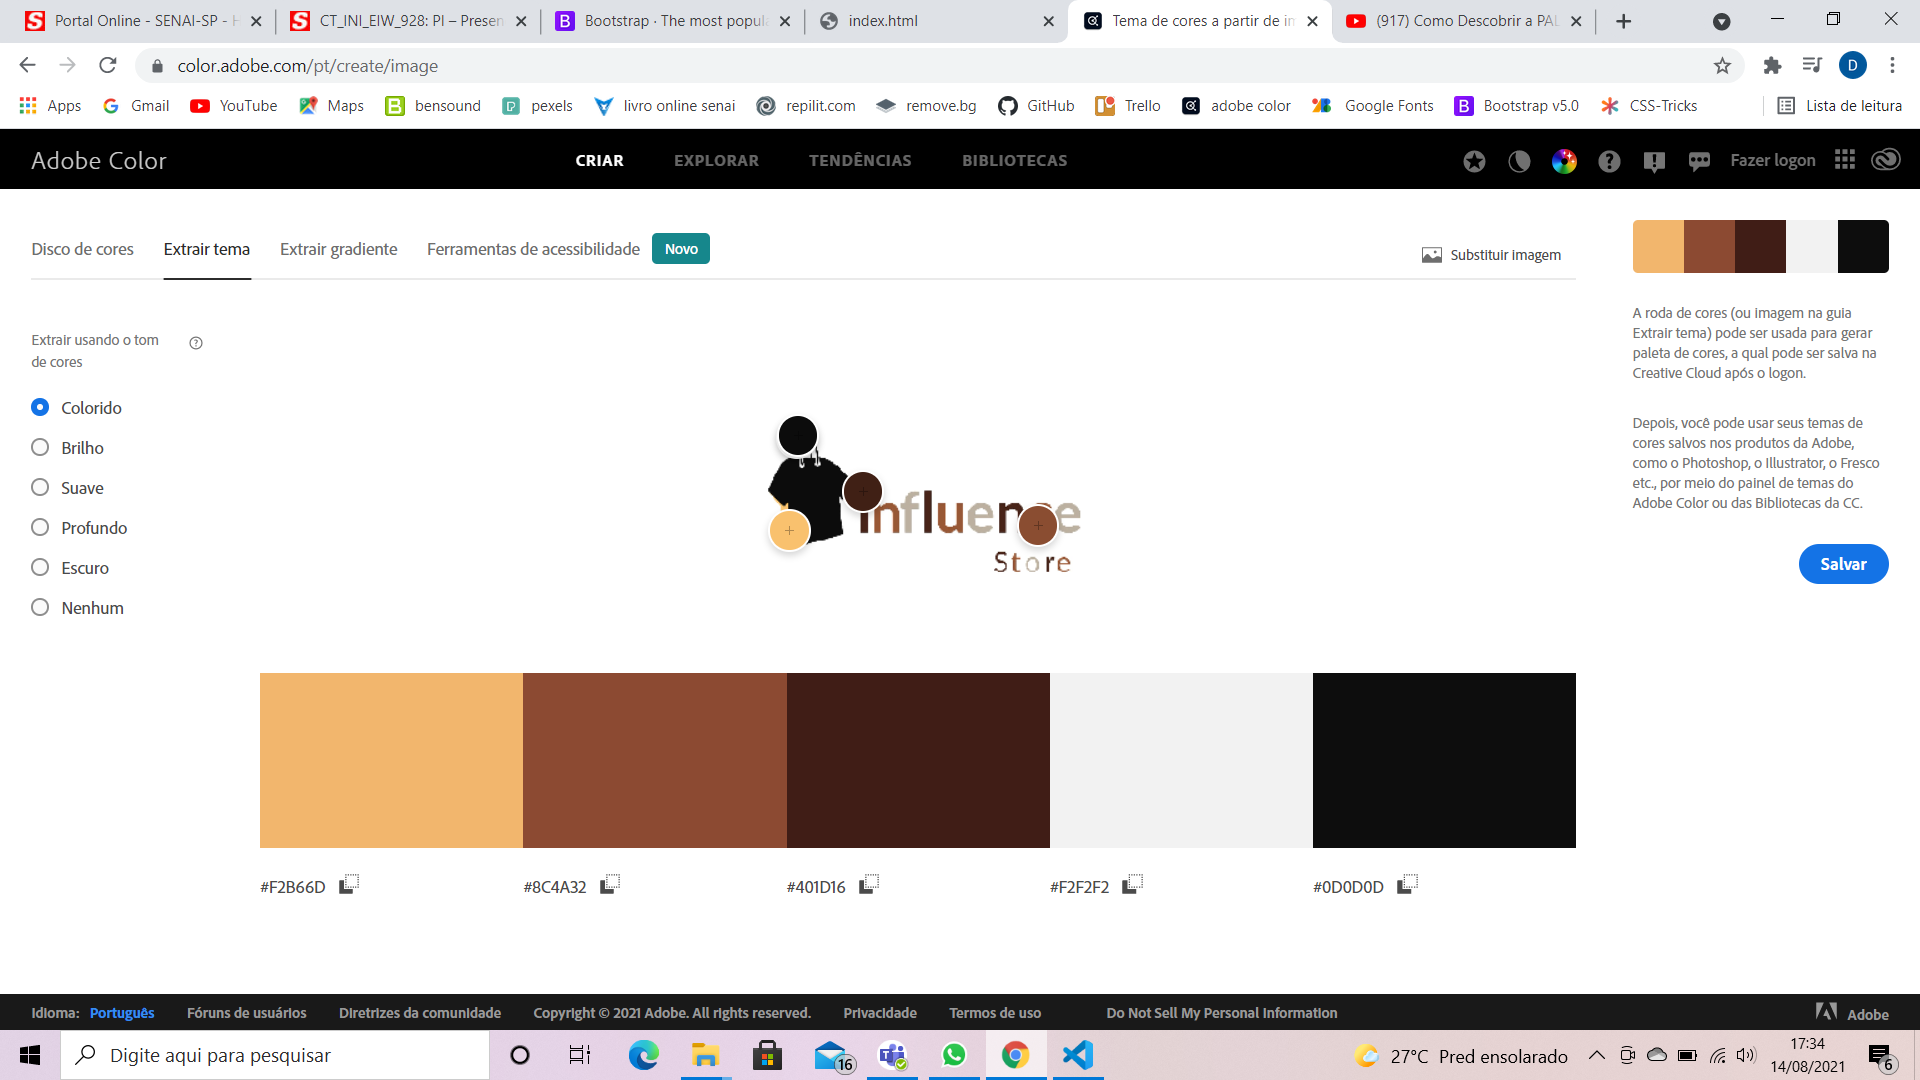 Portal Online - SENAI-SP - H
CT_INI_EIW_928: PI – Presen
Bootstrap · The most popula
index.html
Tema de cores a partir de im
(917) Como Descobrir a PAL
color.adobe.com/pt/create/image
D
Apps
Gmail
YouTube
Maps
bensound
pexels
livro online senai
repilit.com
remove.bg
GitHub
Trello
adobe color
Google Fonts
Bootstrap v5.0
CSS-Tricks
Lista de leitura
Adobe Color
CRIAR
EXPLORAR
TENDÊNCIAS
BIBLIOTECAS
Fazer logon
Disco de cores
Extrair tema
Extrair gradiente
Ferramentas de acessibilidade
Novo
Substituir imagem
Extrair usando o tom
de cores
Colorido
Brilho
Suave
Profundo
Escuro
Nenhum
Store
A roda de cores (ou imagem na guia
Extrair tema) pode ser usada para gerar
paleta de cores, a qual pode ser salva na
Creative Cloud após o logon.
Depois, você pode usar seus temas de
cores salvos nos produtos da Adobe,
como o Photoshop, o Illustrator, o Fresco
etc., por meio do painel de temas do
Adobe Color ou das Bibliotecas da CC.
Salvar
#F2B66D
#8C4A32
#401D16
#F2F2F2
#0D0D0D
Idioma: Português
Fóruns de usuários
Diretrizes da comunidade
Copyright © 2021 Adobe. All rights reserved.
Privacidade
Termos de uso
Do Not Sell My Personal Information
Adobe
Digite aqui para pesquisar
16
27°C Pred ensolarado
17:34
14/08/2021
6